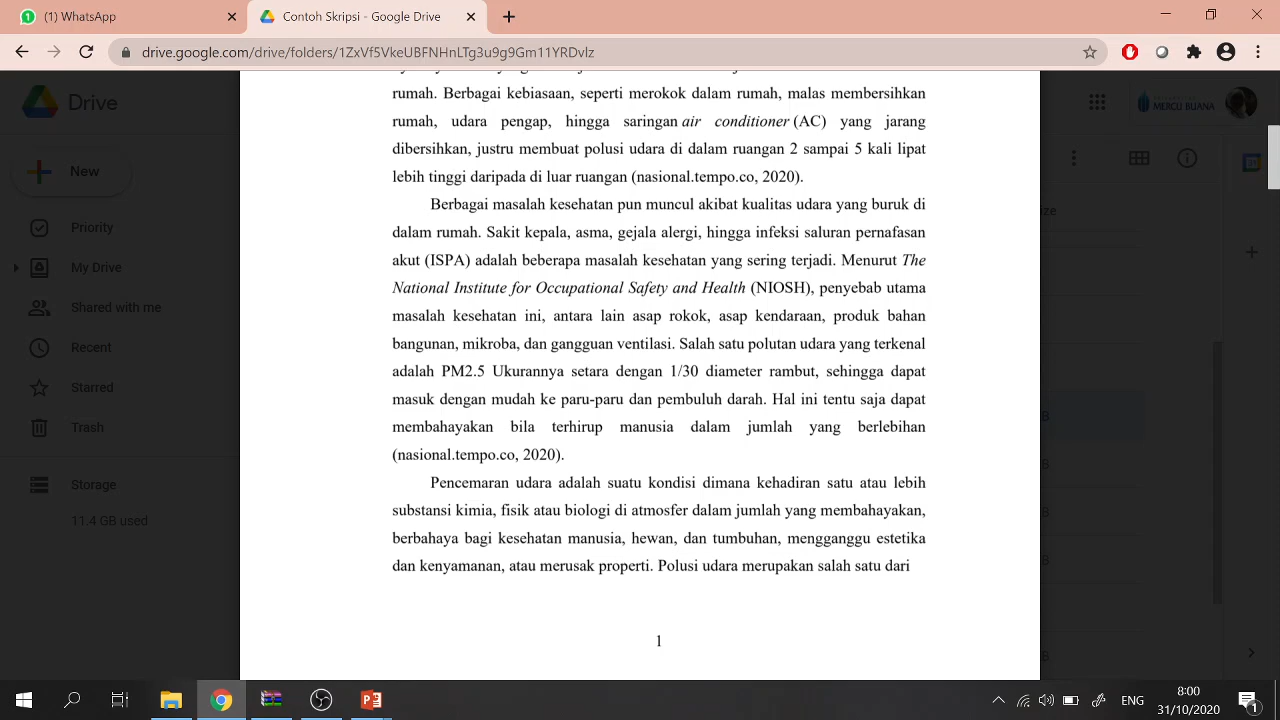 (1) WhatsApp
Contoh Skripsi - Google Drive
drive.google.com/drive/folders/1ZxVf5VkeUBFNHnLTg3u9g9Gm11YRDvlz
Drive
MERCU BUANA
New
Priority
My Drive
Shared with me
Recent
Starred
Trash
Storage
11.4 GB used
rumah. Berbagai kebiasaan, seperti merokok dalam rumah, malas membersihkan
rumah, udara pengap, hingga saringan air conditioner (AC) yang jarang
dibersihkan, justru membuat polusi udara di dalam ruangan 2 sampai 5 kali lipat
lebih tinggi daripada di luar ruangan (nasional.tempo.co, 2020).
Berbagai masalah kesehatan pun muncul akibat kualitas udara yang buruk di
dalam rumah. Sakit kepala, asma, gejala alergi, hingga infeksi saluran pernafasan
akut (ISPA) adalah beberapa masalah kesehatan yang sering terjadi. Menurut The
National Institute for Occupational Safety and Health (NIOSH), penyebab utama
masalah kesehatan ini, antara lain asap rokok, asap kendaraan, produk bahan
bangunan, mikroba, dan gangguan ventilasi. Salah satu polutan udara yang terkenal
adalah PM2.5 Ukurannya setara dengan 1/30 diameter rambut, sehingga dapat
masuk dengan mudah ke paru-paru dan pembuluh darah. Hal ini tentu saja dapat
membahayakan bila terhirup manusia dalam jumlah yang berlebihan
(nasional.tempo.co, 2020).
Pencemaran udara adalah suatu kondisi dimana kehadiran satu atau lebih
substansi kimia, fisik atau biologi di atmosfer dalam jumlah yang membahayakan,
berbahaya bagi kesehatan manusia, hewan, dan tumbuhan, mengganggu estetika
dan kenyamanan, atau merusak properti. Polusi udara merupakan salah satu dari
1
ENG
8:00
31/10/2020
1